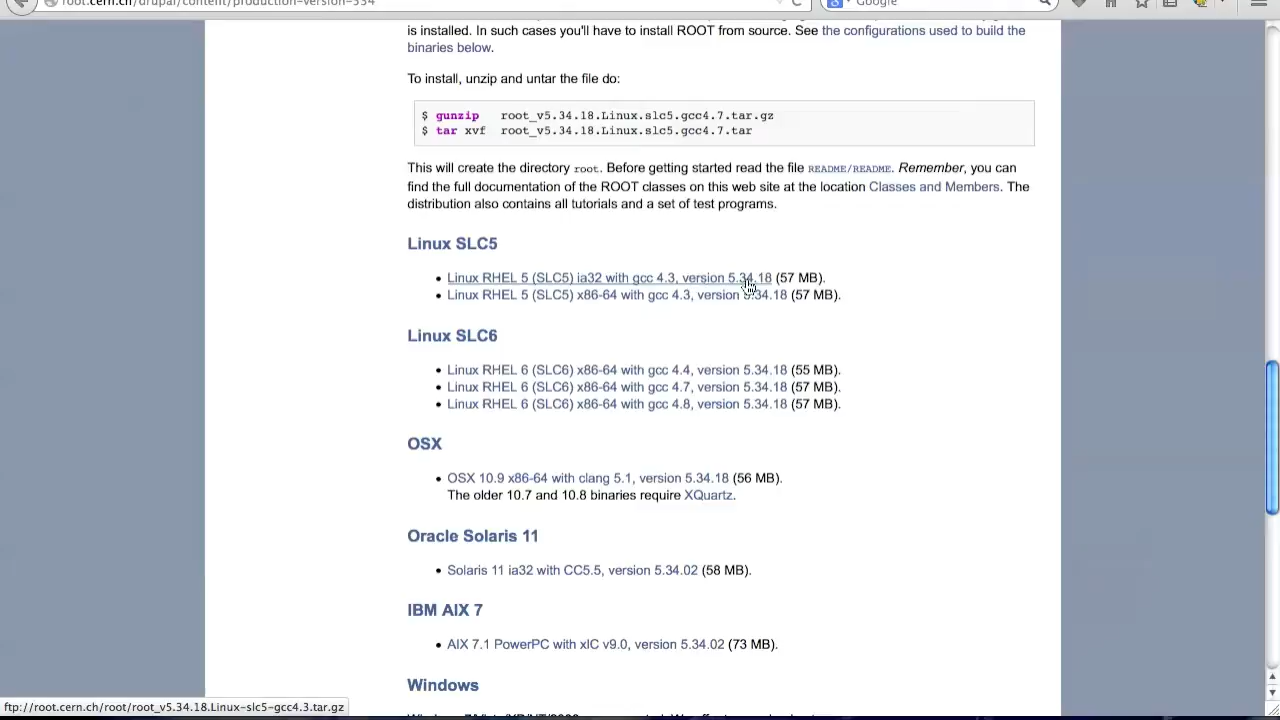 root.cern.ch/drupal/content/production-version-534
Google
is installed. In such cases you'll have to install ROOT from source. See the configurations used to build the
binaries below.
To install, unzip and untar the file do:
$ gunzip root_v5.34.18.Linux.slc5.gcc4.7.tar.gz
$ tar xvf root_v5.34.18.Linux.slc5.gcc4.7.tar
This will create the directory root. Before getting started read the file README/README. Remember, you can
find the full documentation of the ROOT classes on this web site at the location Classes and Members. The
distribution also contains all tutorials and a set of test programs.
Linux SLC5
• Linux RHEL 5 (SLC5) ia32 with gcc 4.3, version 5.34.18 (57 MB).
• Linux RHEL 5 (SLC5) x86-64 with gcc 4.3, version 5.34.18 (57 MB).
Linux SLC6
• Linux RHEL 6 (SLC6) x86-64 with gcc 4.4, version 5.34.18 (55 MB).
• Linux RHEL 6 (SLC6) x86-64 with gcc 4.7, version 5.34.18 (57 MB).
• Linux RHEL 6 (SLC6) x86-64 with gcc 4.8, version 5.34.18 (57 MB).
OSX
• OSX 10.9 x86-64 with clang 5.1, version 5.34.18 (56 MB).
The older 10.7 and 10.8 binaries require XQuartz.
Oracle Solaris 11
• Solaris 11 ia32 with CC5.5, version 5.34.02 (58 MB).
IBM AIX 7
• AIX 7.1 PowerPC with xlC v9.0, version 5.34.02 (73 MB).
Windows
ftp://root.cern.ch/root/root_v5.34.18.Linux-slc5-gcc4.3.tar.gz